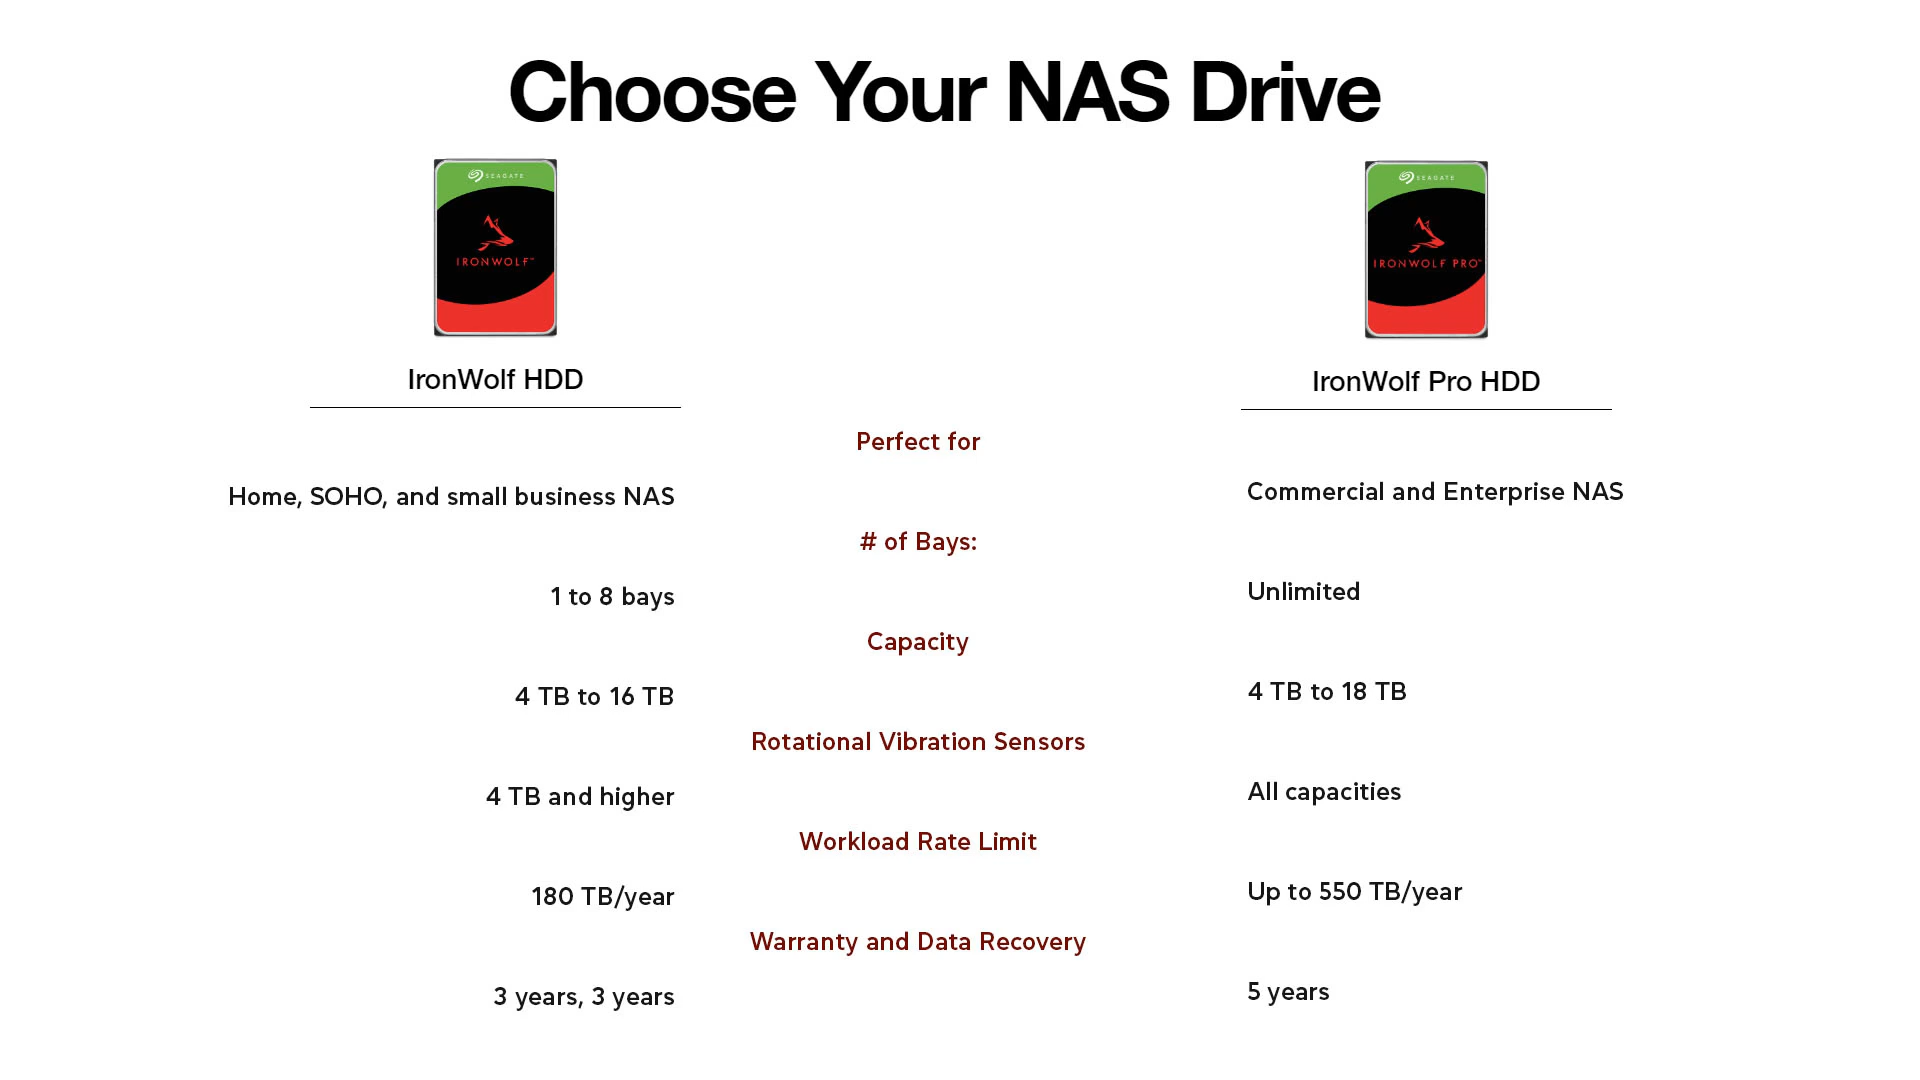 Choose Your NAS Drive
SEAGATE
IRONWOLF™
SEAGATE
IRONWOLF PRO™
IronWolf HDD
IronWolf Pro HDD
Perfect for
Home, SOHO, and small business NAS
Commercial and Enterprise NAS
# of Bays:
1 to 8 bays
Unlimited
Capacity
4 TB to 16 TB
4 TB to 18 TB
Rotational Vibration Sensors
4 TB and higher
All capacities
Workload Rate Limit
180 TB/year
Up to 550 TB/year
Warranty and Data Recovery
3 years, 3 years
5 years